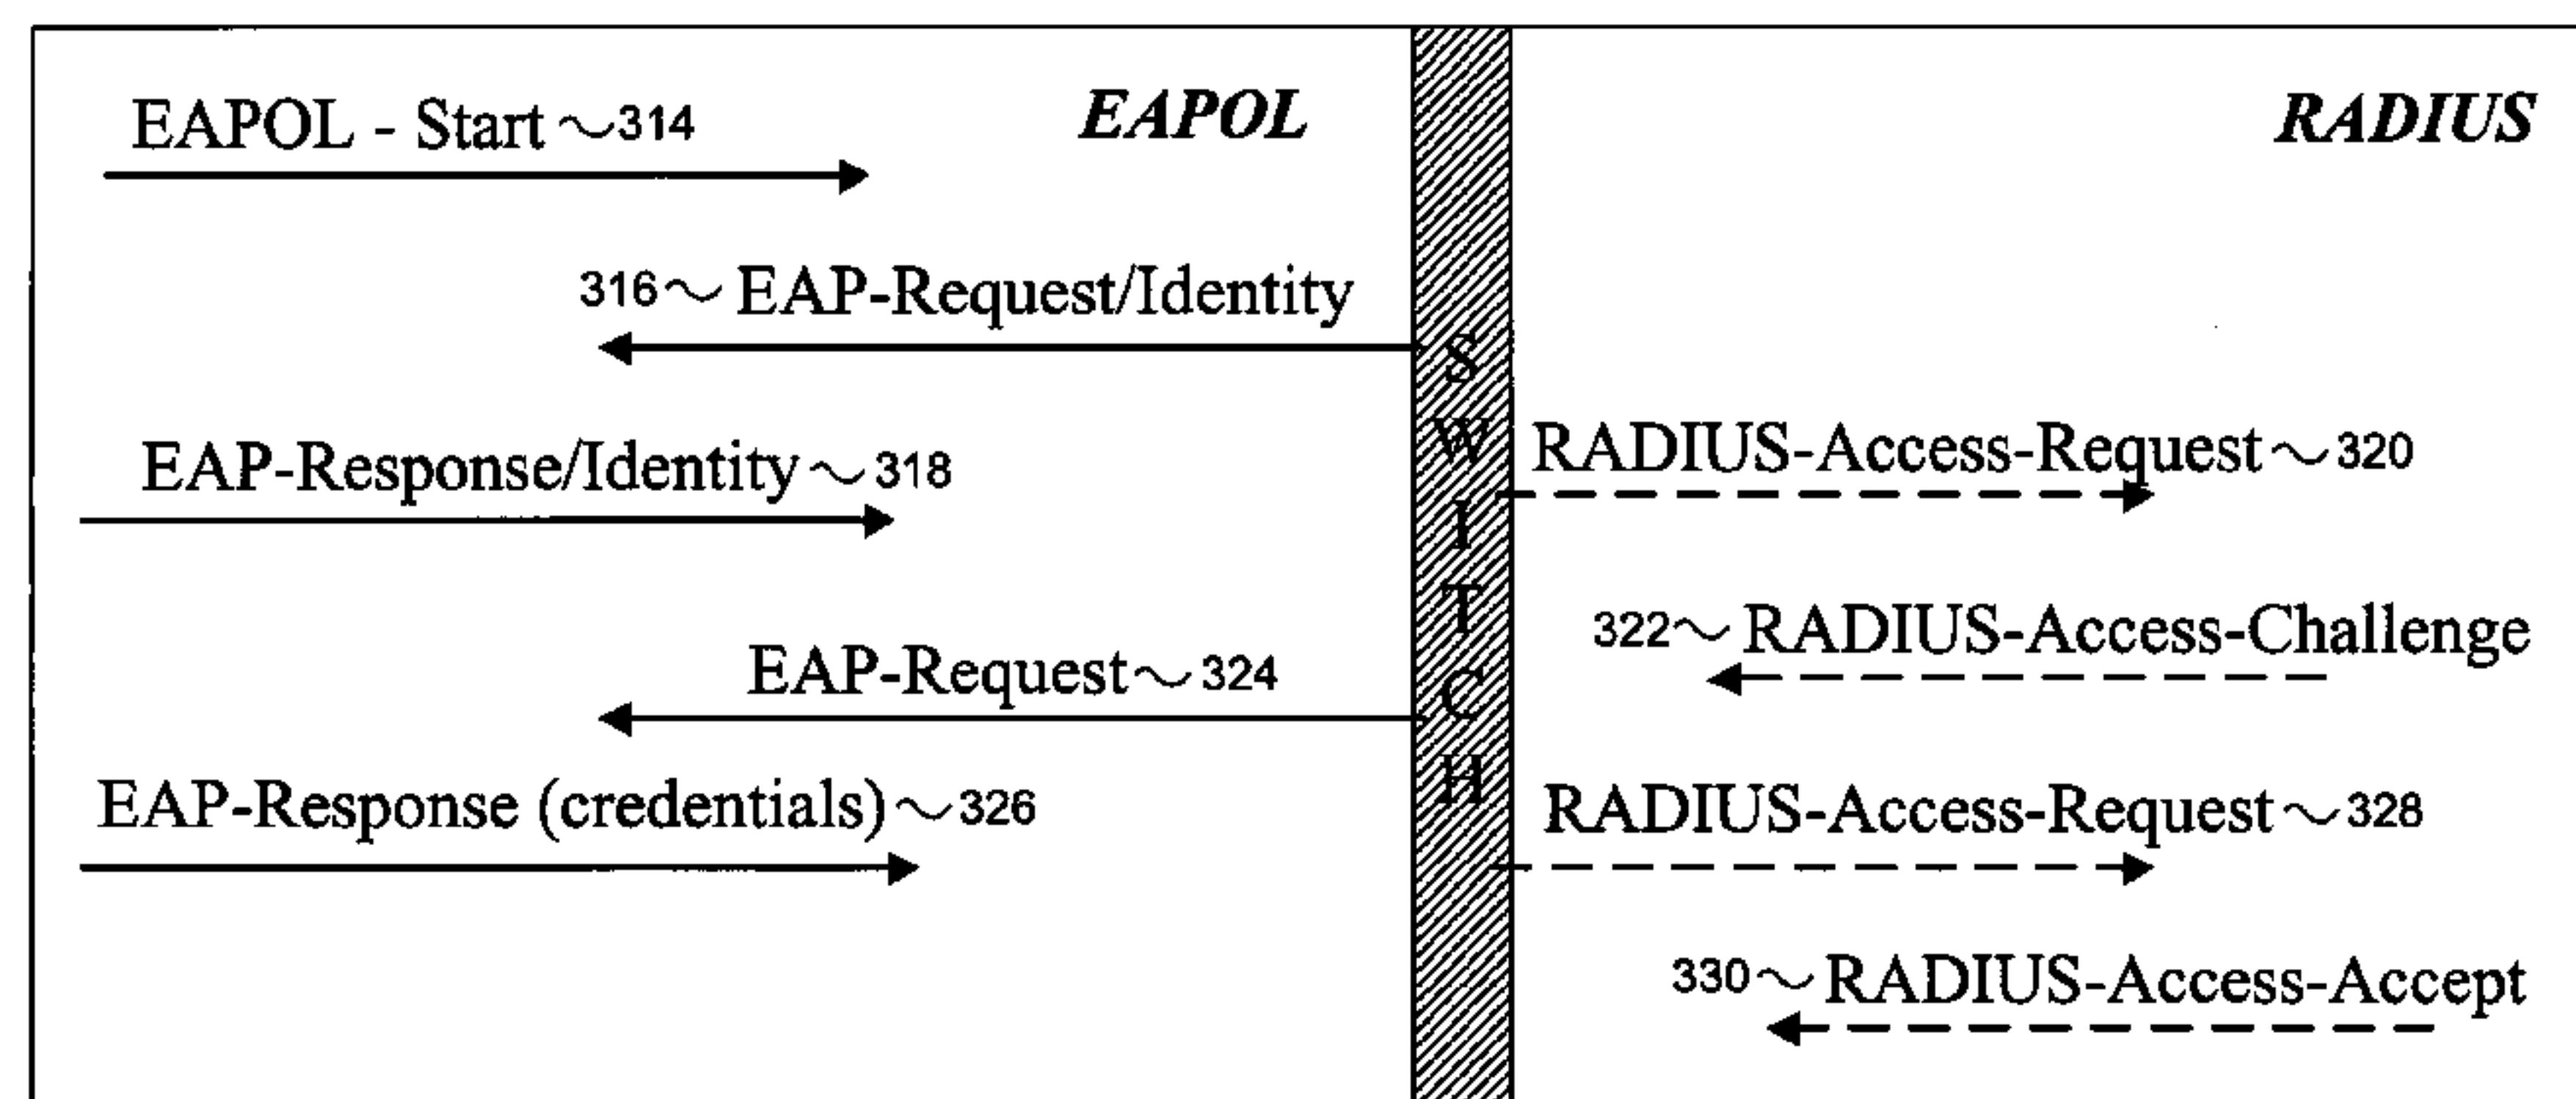 EAPOL - Start 314
EAPOL
RADIUS
316 EAP-Request/Identity
SWITCH
RADIUS-Access-Request 320
EAP-Response/Identity 318
322 RADIUS-Access-Challenge
EAP-Request 324
EAP-Response (credentials) 326
RADIUS-Access-Request 328
330 RADIUS-Access-Accept